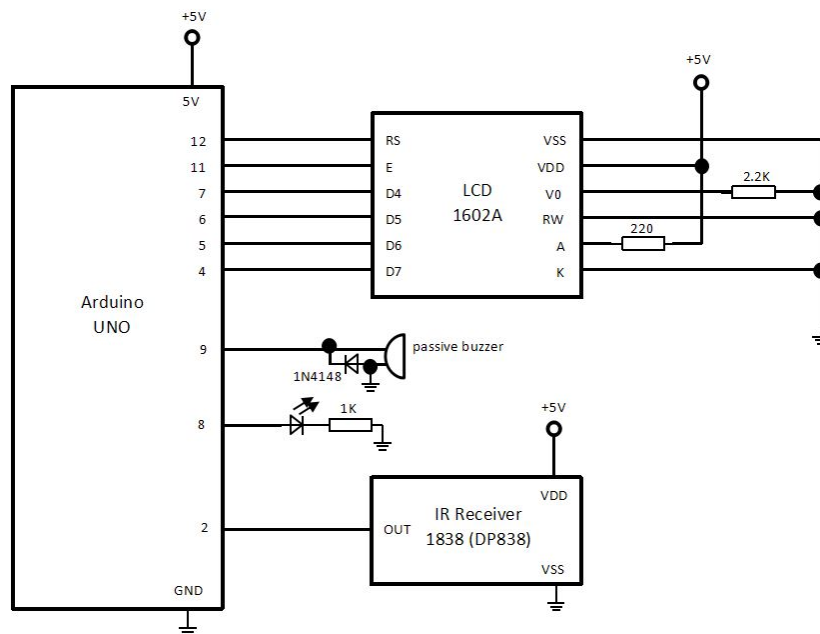 +5V
+5V
5V
12 RS VSS
11 E VDD
7 D4 V0 2.2K
LCD
1602A
6 D5 RW
5 D6 A 220
4 D7 K
Arduino
UNO
9 passive buzzer
1N4148
8 1K
+5V
VDD
IR Receiver
2 OUT 1838 (DP838)
VSS
GND